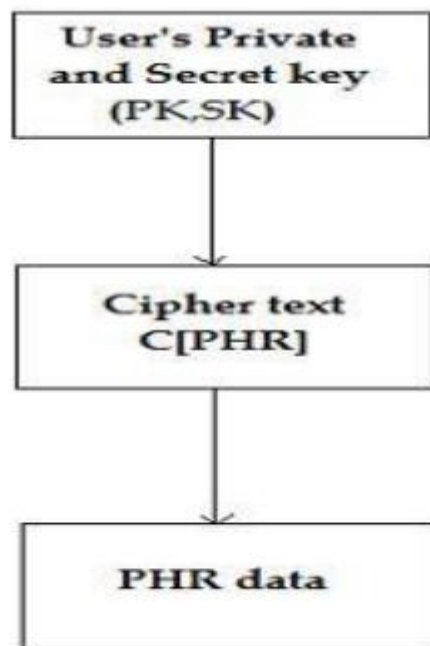 User's Private
and Secret key
(PK,SK)
Cipher text
C[PHR]
PHR data